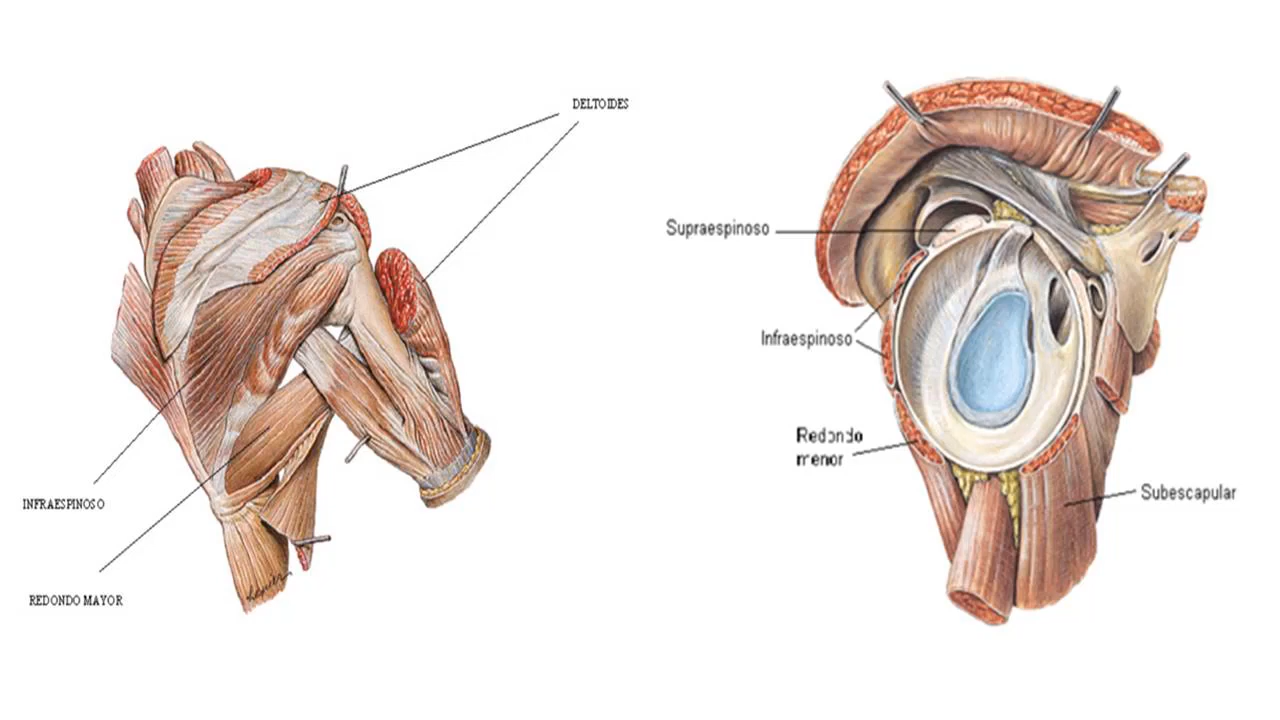 DELTOIDES
INFRAESPINOSO
REDONDO MAYOR
Supraespinoso
Infraespinoso
Redondo
menor
Subescapular